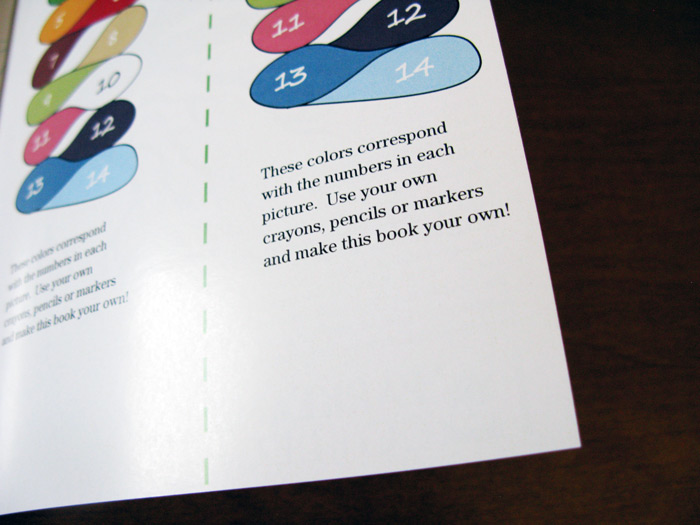 5
7
8
9
10
11
12
13
14
These colors correspond
with the numbers in each
picture. Use your own
crayons, pencils or markers
and make this book your own!
11
12
13
14
These colors correspond
with the numbers in each
picture. Use your own
crayons, pencils or markers
and make this book your own!